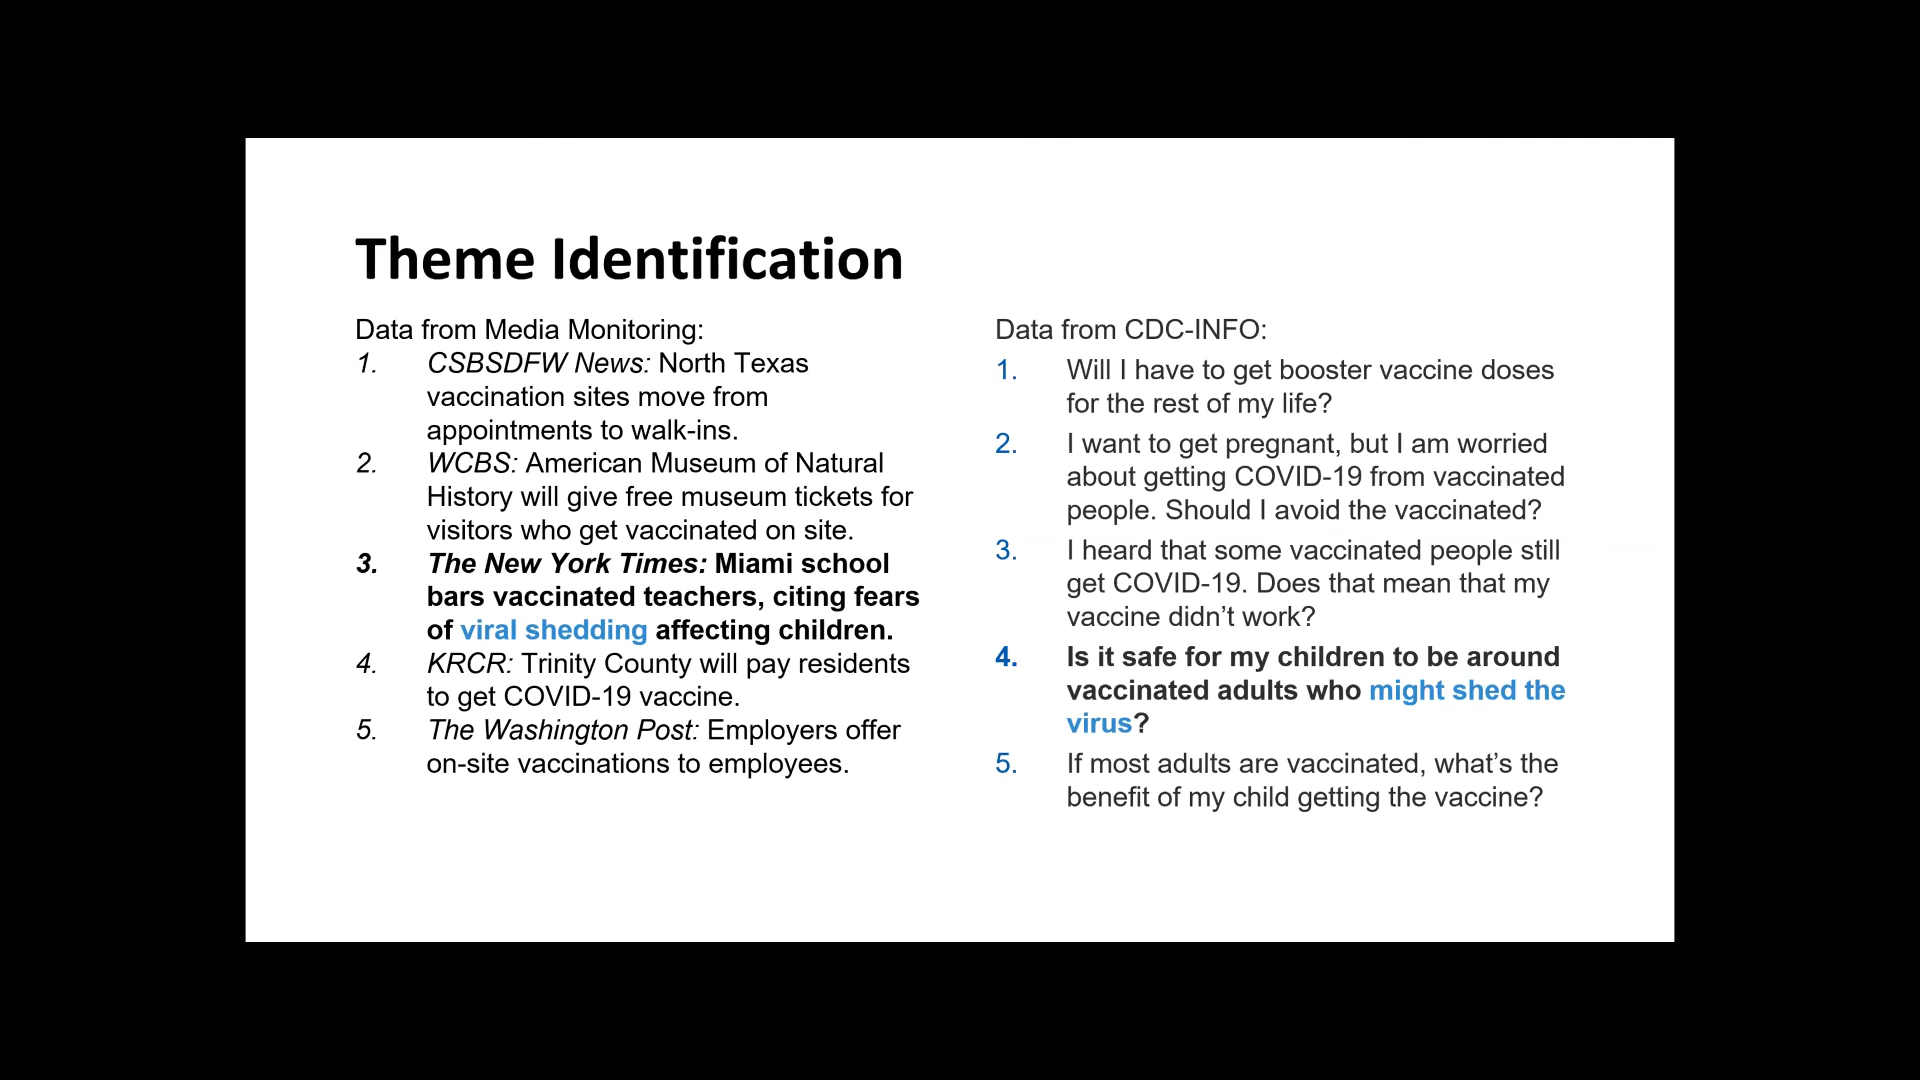 Theme Identification
Data from Media Monitoring:
1. CSBSDFW News: North Texas
vaccination sites move from
appointments to walk-ins.
2. WCBS: American Museum of Natural
History will give free museum tickets for
visitors who get vaccinated on site.
3. The New York Times: Miami school
bars vaccinated teachers, citing fears
of viral shedding affecting children.
4. KRCR: Trinity County will pay residents
to get COVID-19 vaccine.
5. The Washington Post: Employers offer
on-site vaccinations to employees.
Data from CDC-INFO:
1. Will I have to get booster vaccine doses
for the rest of my life?
2. I want to get pregnant, but I am worried
about getting COVID-19 from vaccinated
people. Should I avoid the vaccinated?
3. I heard that some vaccinated people still
get COVID-19. Does that mean that my
vaccine didn’t work?
4. Is it safe for my children to be around
vaccinated adults who might shed the
virus?
5. If most adults are vaccinated, what’s the
benefit of my child getting the vaccine?